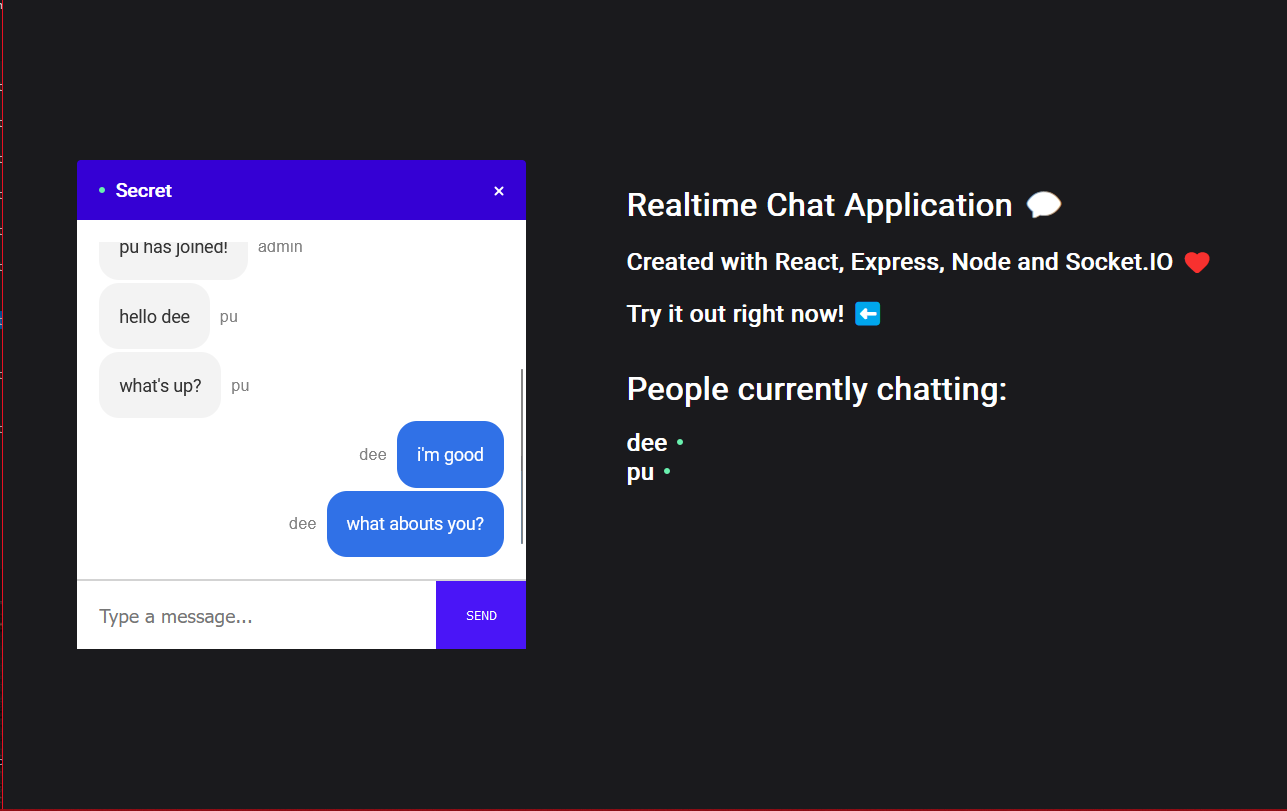 Secret
×
pu has joined! admin
hello dee pu
what's up? pu
dee i'm good
dee what abouts you?
Type a message...
SEND
Realtime Chat Application
Created with React, Express, Node and Socket.IO
Try it out right now!
People currently chatting:
dee
pu